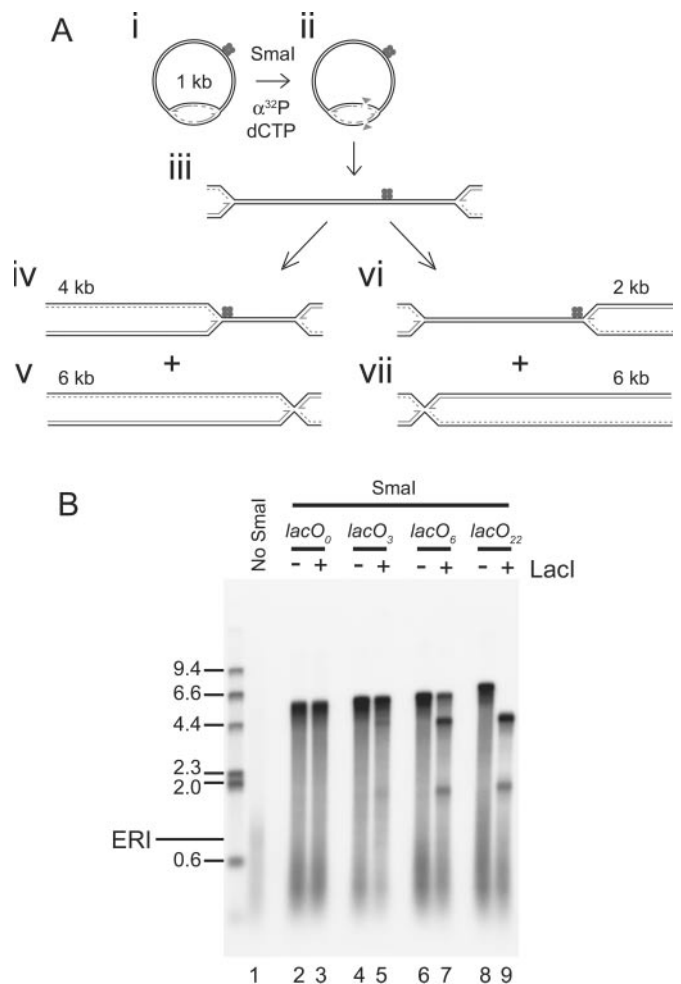 A
i
ii
1 kb
SmaI
α³²P
dCTP
iii
iv
4 kb
vi
2 kb
+
+
v
6 kb
vii
6 kb
B
SmaI
No SmaI
lacO₀
lacO₃
lacO₆
lacO₂₂
- + - + - + - + LacI
9.4
6.6
4.4
2.3
2.0
ERI
0.6
1 2 3 4 5 6 7 8 9